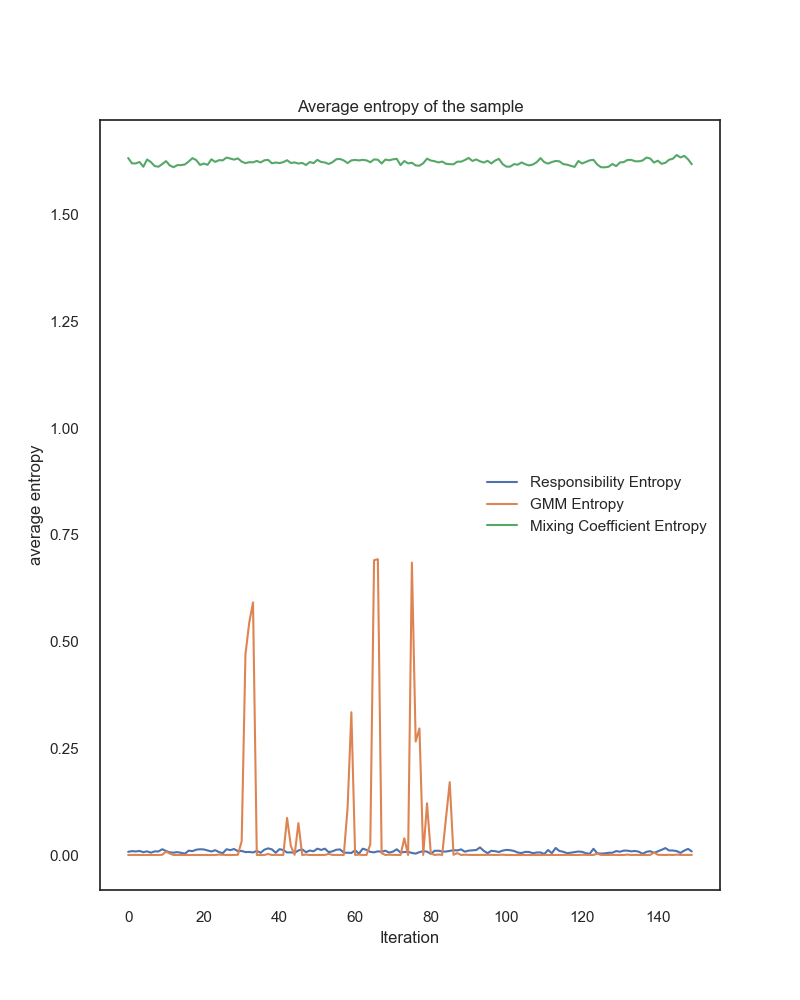 Average entropy of the sample
1.50
1.25
1.00
0.75
0.50
0.25
0.00
average entropy
Responsibility Entropy
GMM Entropy
Mixing Coefficient Entropy
0 20 40 60 80 100 120 140
Iteration